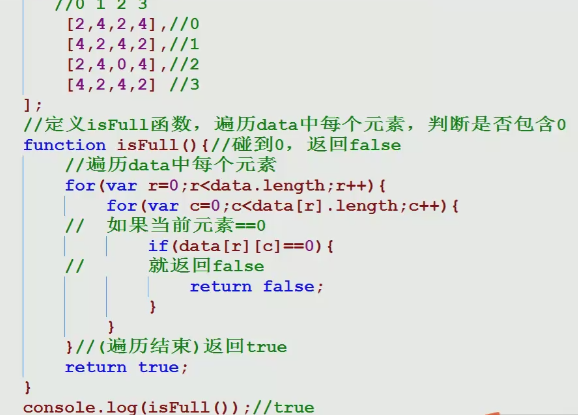 //0 1 2 3
[2,4,2,4],//0
[4,2,4,2],//1
[2,4,0,4],//2
[4,2,4,2] //3
];
//定义isFull函数，遍历data中每个元素，判断是否包含0
function isFull(){//碰到0，返回false
//遍历data中每个元素
for(var r=0;r<data.length;r++){
for(var c=0;c<data[r].length;c++){
// 如果当前元素==0
if(data[r][c]==0){
// 就返回false
return false;
}
}
}//(遍历结束)返回true
return true;
}
console.log(isFull());//true